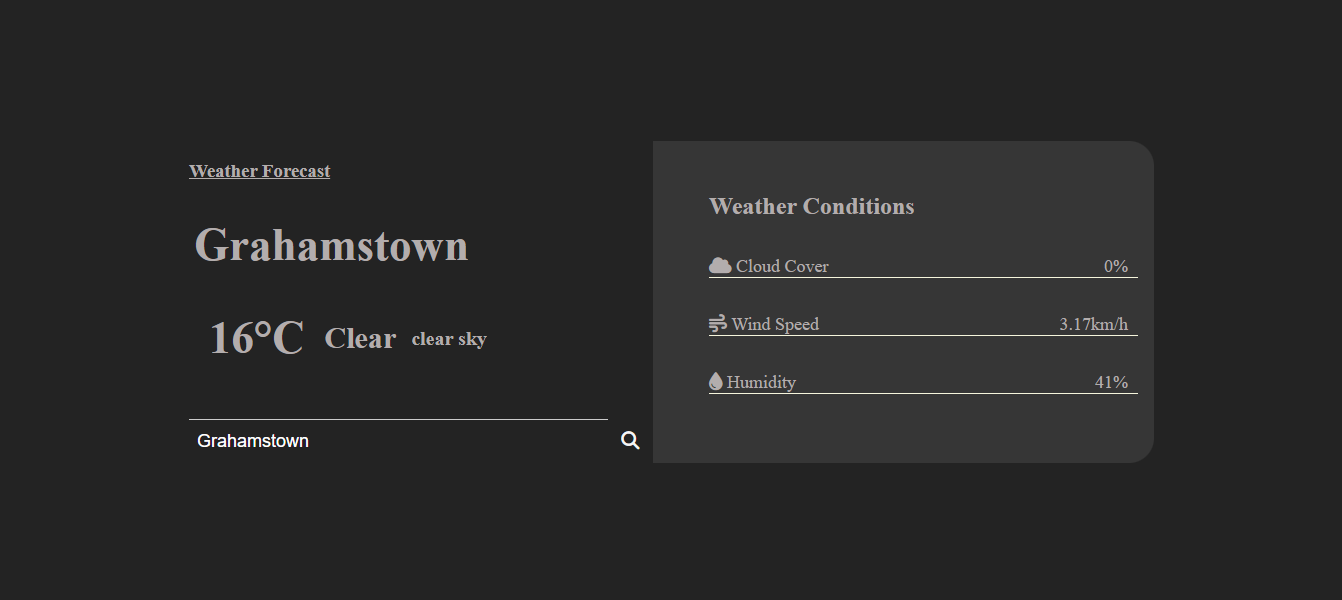 Weather Forecast
Grahamstown
16°C Clear clear sky
Grahamstown
Weather Conditions
Cloud Cover 0%
Wind Speed 3.17km/h
Humidity 41%